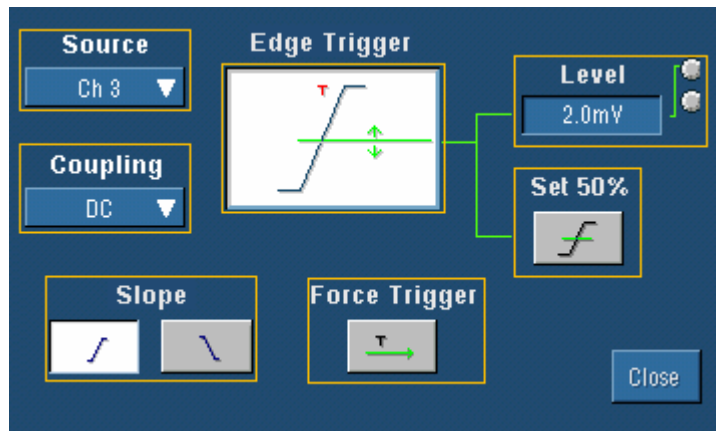 Source
Ch 3
Edge Trigger
T
Level
2.0mV
Coupling
DC
Set 50%
Slope
Force Trigger
T
Close